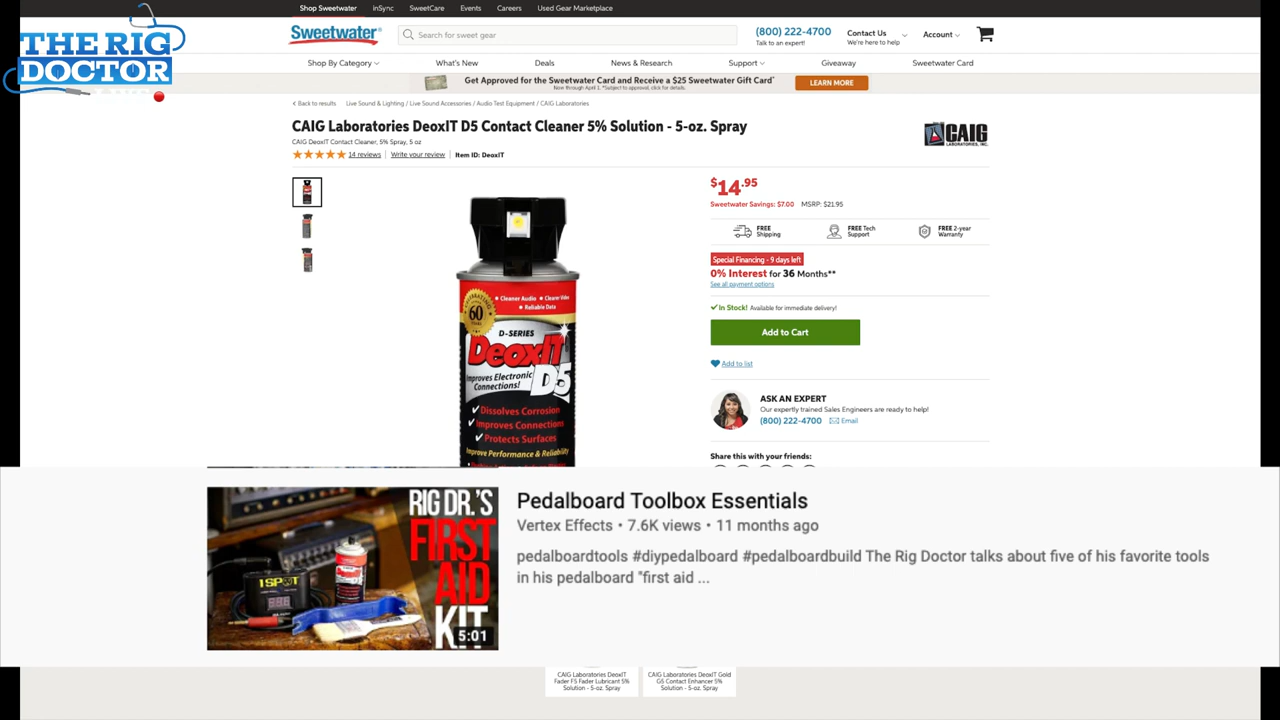 Shop Sweetwater InSync SweetCare Events Careers Used Gear Marketplace
THE RIG
DOCTOR
Sweetwater
Search for sweet gear
(800) 222-4700
Talk to an expert!
Contact Us
We're here to help
Account
Shop By Category What's New Deals News & Research Support Giveaway Sweetwater Card
Get Approved for the Sweetwater Card and Receive a $25 Sweetwater Gift Card*
Now through April 1. *Subject to approval, click for details.
LEARN MORE
Back to results Live Sound & Lighting / Live Sound Accessories / Audio Test Equipment / CAIG Laboratories
CAIG Laboratories DeoxIT D5 Contact Cleaner 5% Solution - 5-oz. Spray
CAIG DeoxIT Contact Cleaner, 5% Spray, 5 oz
14 reviews | Write your review | Item ID: DeoxIT
CAIG
LABORATORIES, INC.
$14.95
Sweetwater Savings: $7.00 MSRP: $21.95
FREE
Shipping
FREE Tech
Support
FREE 2-year
Warranty
Special Financing - 9 days left
0% Interest for 36 Months**
See all payment options
In Stock! Available for immediate delivery!
Add to Cart
Add to list
ASK AN EXPERT
Our expertly trained Sales Engineers are ready to help!
(800) 222-4700 Email
Share this with your friends:
Cleaner Audio • Clearer Video
• Reliable Data
CELEBRATING
60
YEARS
D-SERIES
DeoxIT
Improves Electronic
Connections!
D5
Dissolves Corrosion
Improves Connections
Protects Surfaces
Improve Performance & Reliability
RIG DR.'S
FIRST
AID
KIT
1 SPOT
5:01
Pedalboard Toolbox Essentials
Vertex Effects • 7.6K views • 11 months ago
pedalboardtools #diypedalboard #pedalboardbuild The Rig Doctor talks about five of his favorite tools
in his pedalboard "first aid ...
CAIG Laboratories DeoxIT
Fader F5 Fader Lubricant 5%
Solution - 5-oz. Spray
CAIG Laboratories DeoxIT Gold
G5 Contact Enhancer 5%
Solution - 5-oz. Spray